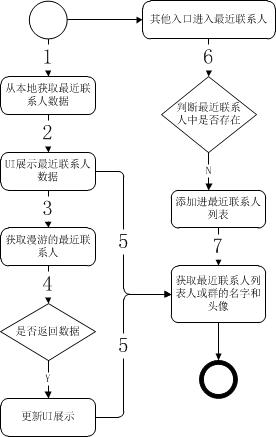 其他入口进入最近联系人
1
6
从本地获取最近联
系人数据
判断最近联系
人中是否存在
2
UI展示最近联系人
数据
N
添加进最近联系人
列表
3
5
7
获取漫游的最近联
系人
4
获取最近联系人列
表人或群的名字和
头像
是否返回数据
5
Y
更新UI展示